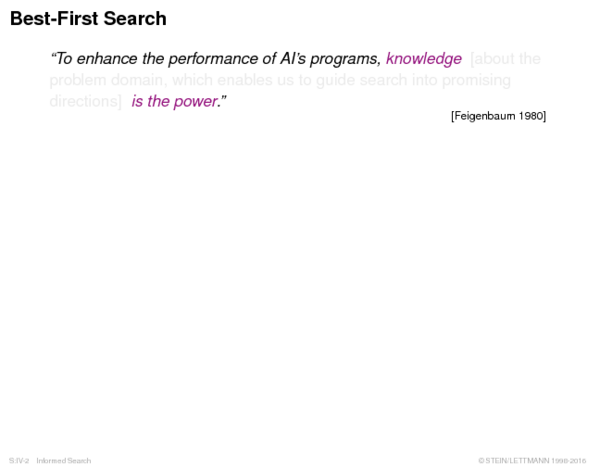 Best-First Search
“To enhance the performance of AI’s programs, knowledge [about the
problem domain, which enables us to guide search into promising
directions] is the power.”
[Feigenbaum 1980]
S:IV-2 Informed Search ©STEIN/LETTMANN 1998-2016